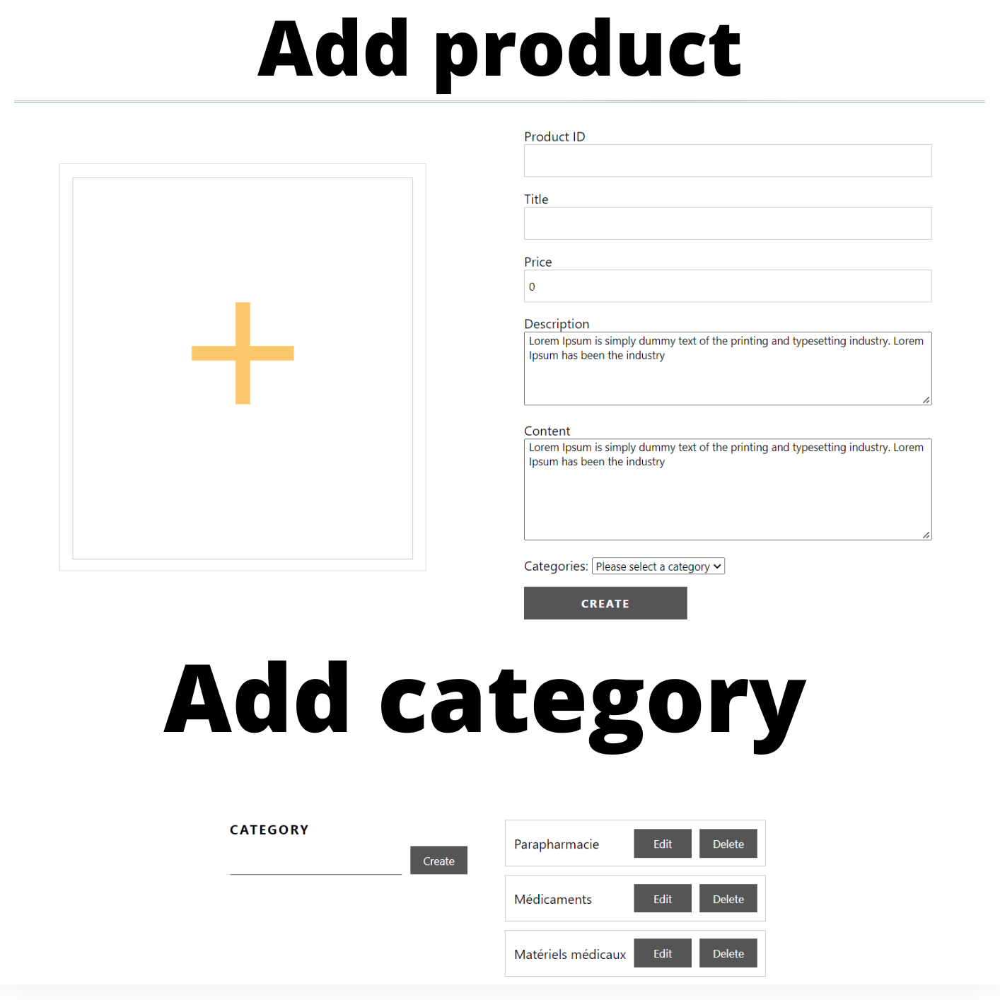 Add product
Product ID
Title
Price
0
Description
Lorem Ipsum is simply dummy text of the printing and typesetting industry. Lorem
Ipsum has been the industry
Content
Lorem Ipsum is simply dummy text of the printing and typesetting industry. Lorem
Ipsum has been the industry
Categories: Please select a category
CREATE
Add category
CATEGORY
Create
Parapharmacie Edit Delete
Médicaments Edit Delete
Matériels médicaux Edit Delete